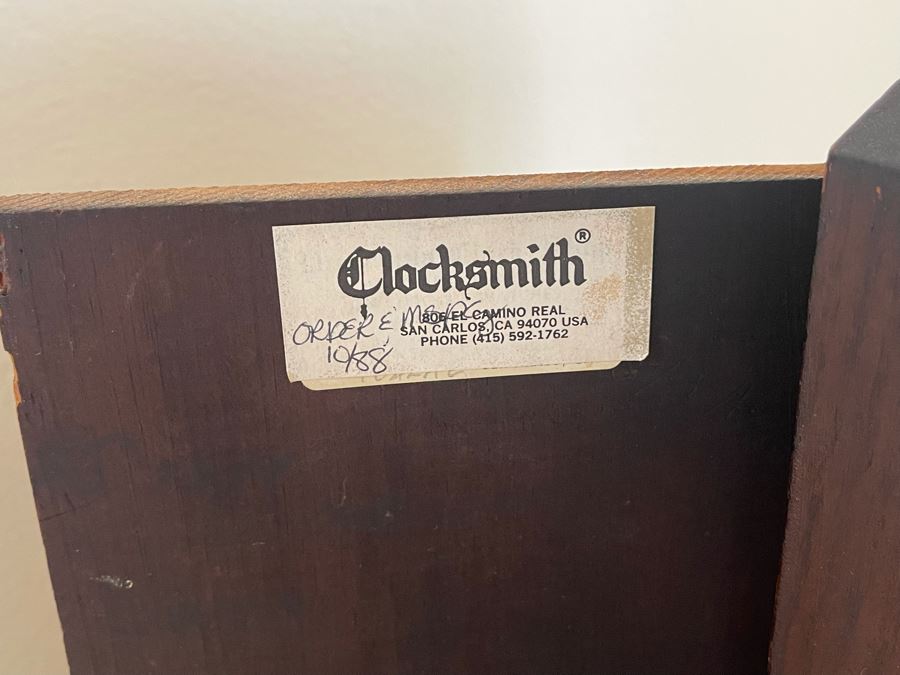 Clocksmith®
806 EL CAMINO REAL
SAN CARLOS, CA 94070 USA
PHONE (415) 592-1762
ORDER &
10/88